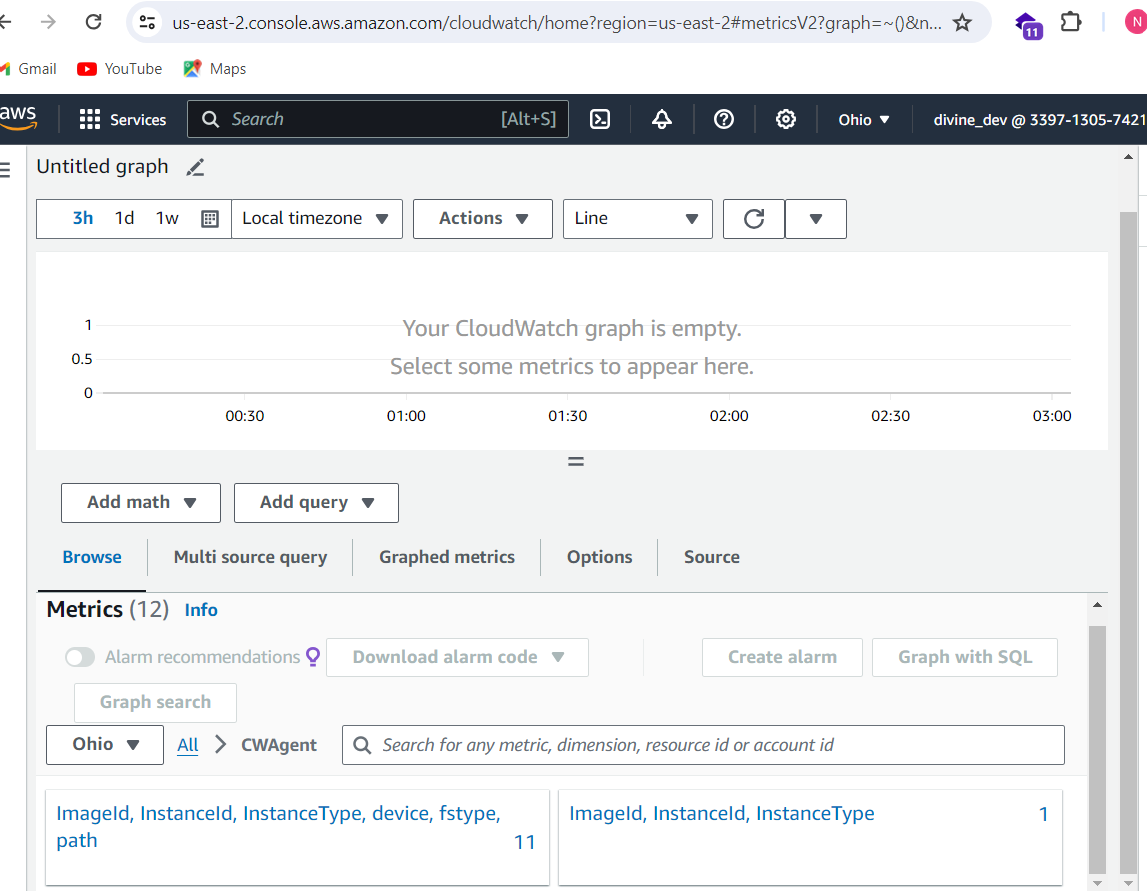 us-east-2.console.aws.amazon.com/cloudwatch/home?region=us-east-2#metricsV2?graph=~()&n...
11
N
Gmail
YouTube
Maps
aws
Services
Search
[Alt+S]
Ohio
divine_dev @ 3397-1305-7421
Untitled graph
3h
1d
1w
Local timezone
Actions
Line
1
0.5
0
Your CloudWatch graph is empty.
Select some metrics to appear here.
00:30
01:00
01:30
02:00
02:30
03:00
Add math
Add query
Browse
Multi source query
Graphed metrics
Options
Source
Metrics (12) Info
Alarm recommendations
Download alarm code
Create alarm
Graph with SQL
Graph search
Ohio
All
CWAgent
Search for any metric, dimension, resource id or account id
ImageId, InstanceId, InstanceType, device, fstype,
path
11
ImageId, InstanceId, InstanceType
1